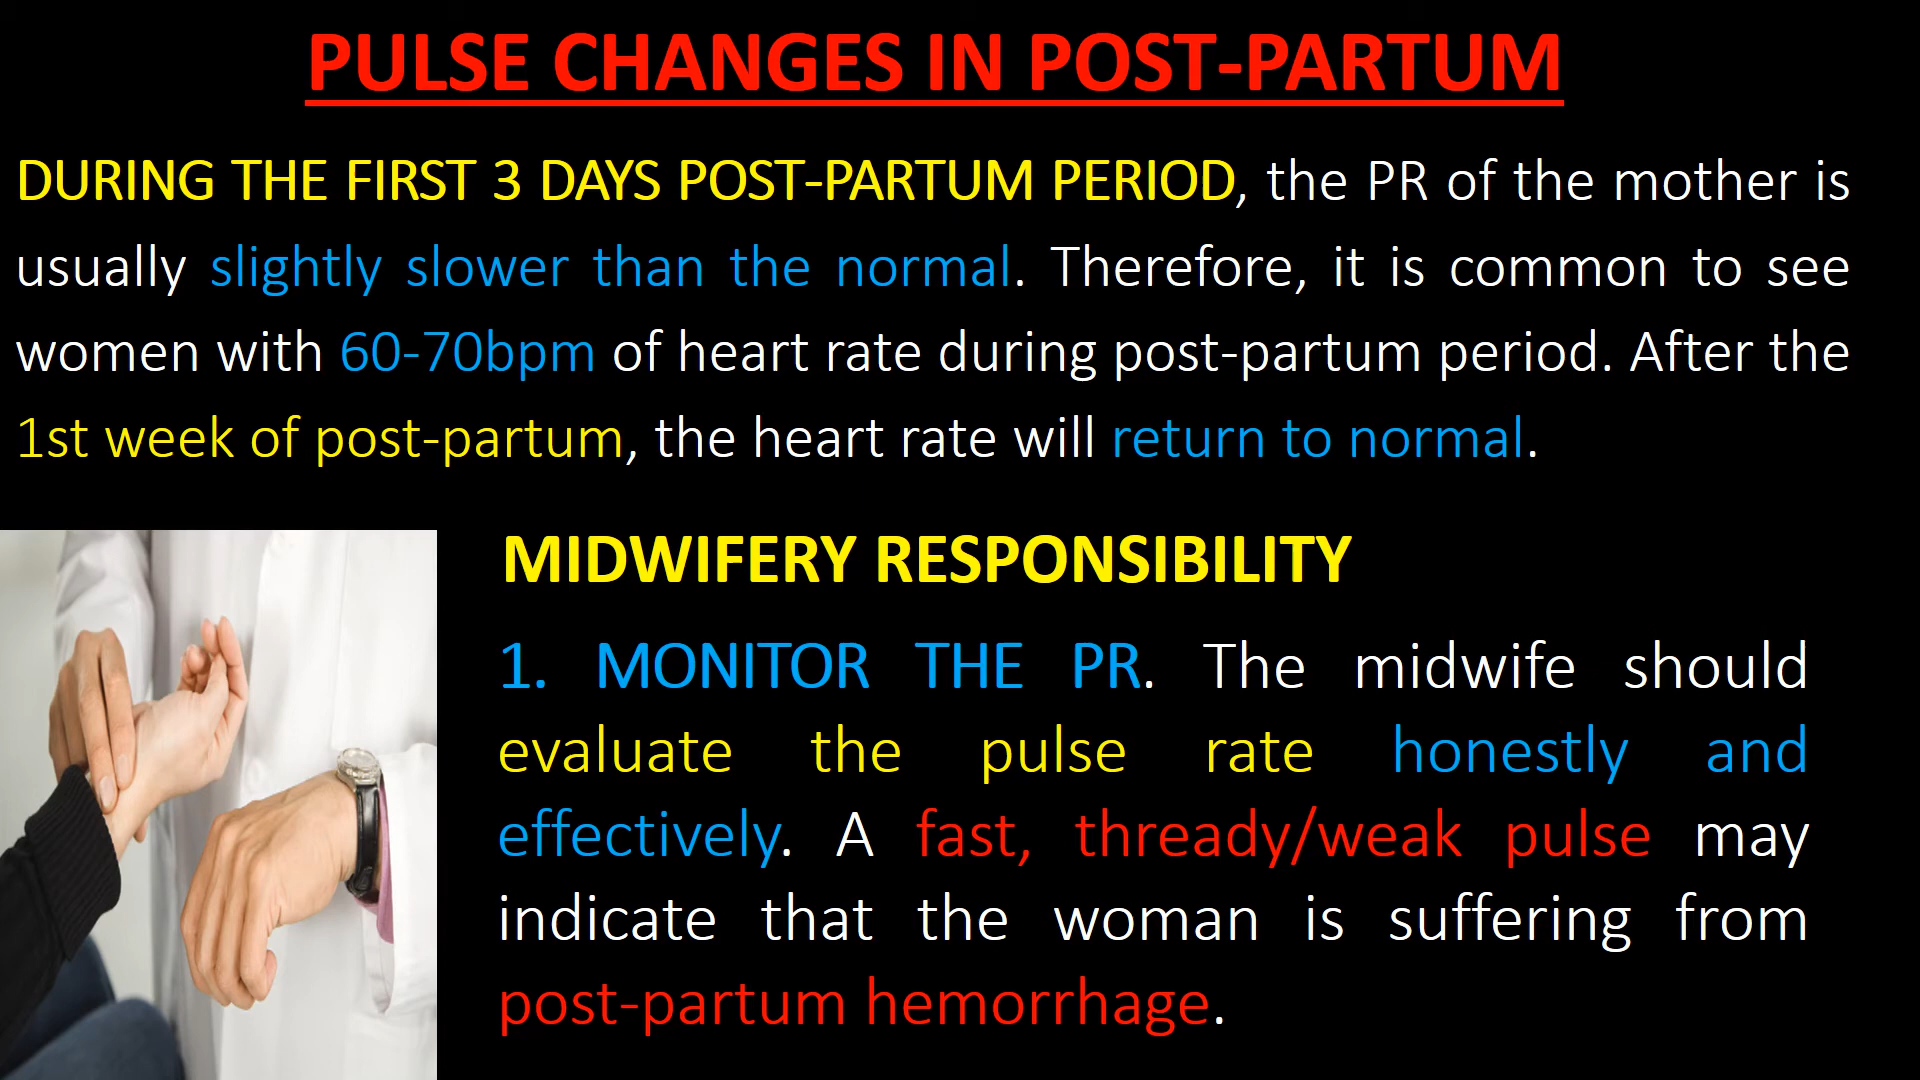 PULSE CHANGES IN POST-PARTUM
DURING THE FIRST 3 DAYS POST-PARTUM PERIOD, the PR of the mother is
usually slightly slower than the normal. Therefore, it is common to see
women with 60-70bpm of heart rate during post-partum period. After the
1st week of post-partum, the heart rate will return to normal.
MIDWIFERY RESPONSIBILITY
1. MONITOR THE PR. The midwife should
evaluate the pulse rate honestly and
effectively. A fast, thready/weak pulse may
indicate that the woman is suffering from
post-partum hemorrhage.